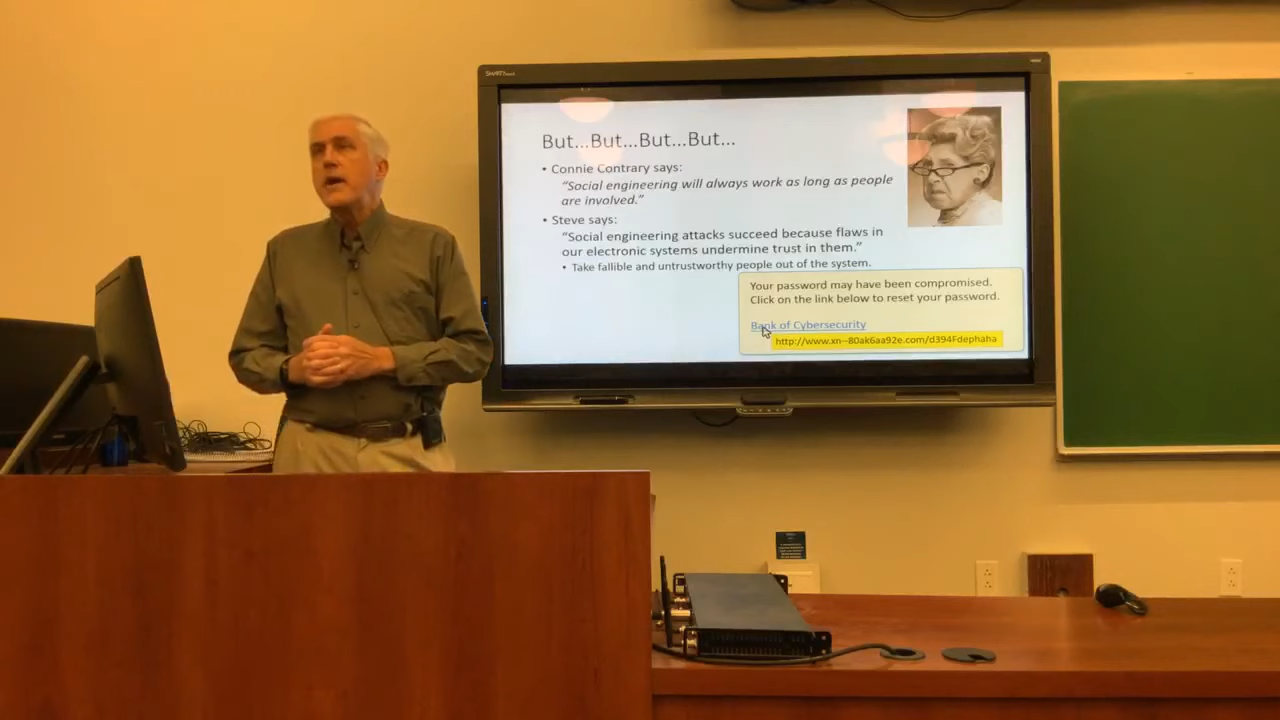 SMART
But...But...But...But...
• Connie Contrary says:
"Social engineering will always work as long as people
are involved."
• Steve says:
"Social engineering attacks succeed because flaws in
our electronic systems undermine trust in them."
• Take fallible and untrustworthy people out of the system.
Your password may have been compromised.
Click on the link below to reset your password.
Bank of Cybersecurity
http://www.xn--80ak6aa92e.com/d394Fdephaha